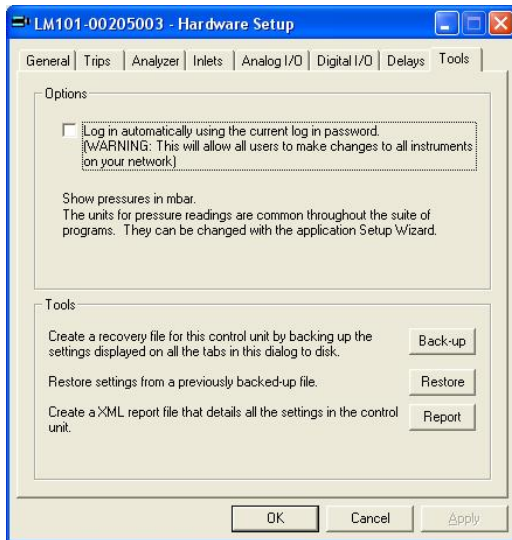 LM101-00205003 - Hardware Setup
General Trips Analyzer Inlets Analog I/O Digital I/O Delays Tools
Options
Log in automatically using the current log in password.
(WARNING: This will allow all users to make changes to all instruments
on your network)
Show pressures in mbar.
The units for pressure readings are common throughout the suite of
programs. They can be changed with the application Setup Wizard.
Tools
Create a recovery file for this control unit by backing up the
settings displayed on all the tabs in this dialog to disk.
Back-up
Restore settings from a previously backed-up file.
Restore
Create a XML report file that details all the settings in the control
unit.
Report
OK Cancel Apply